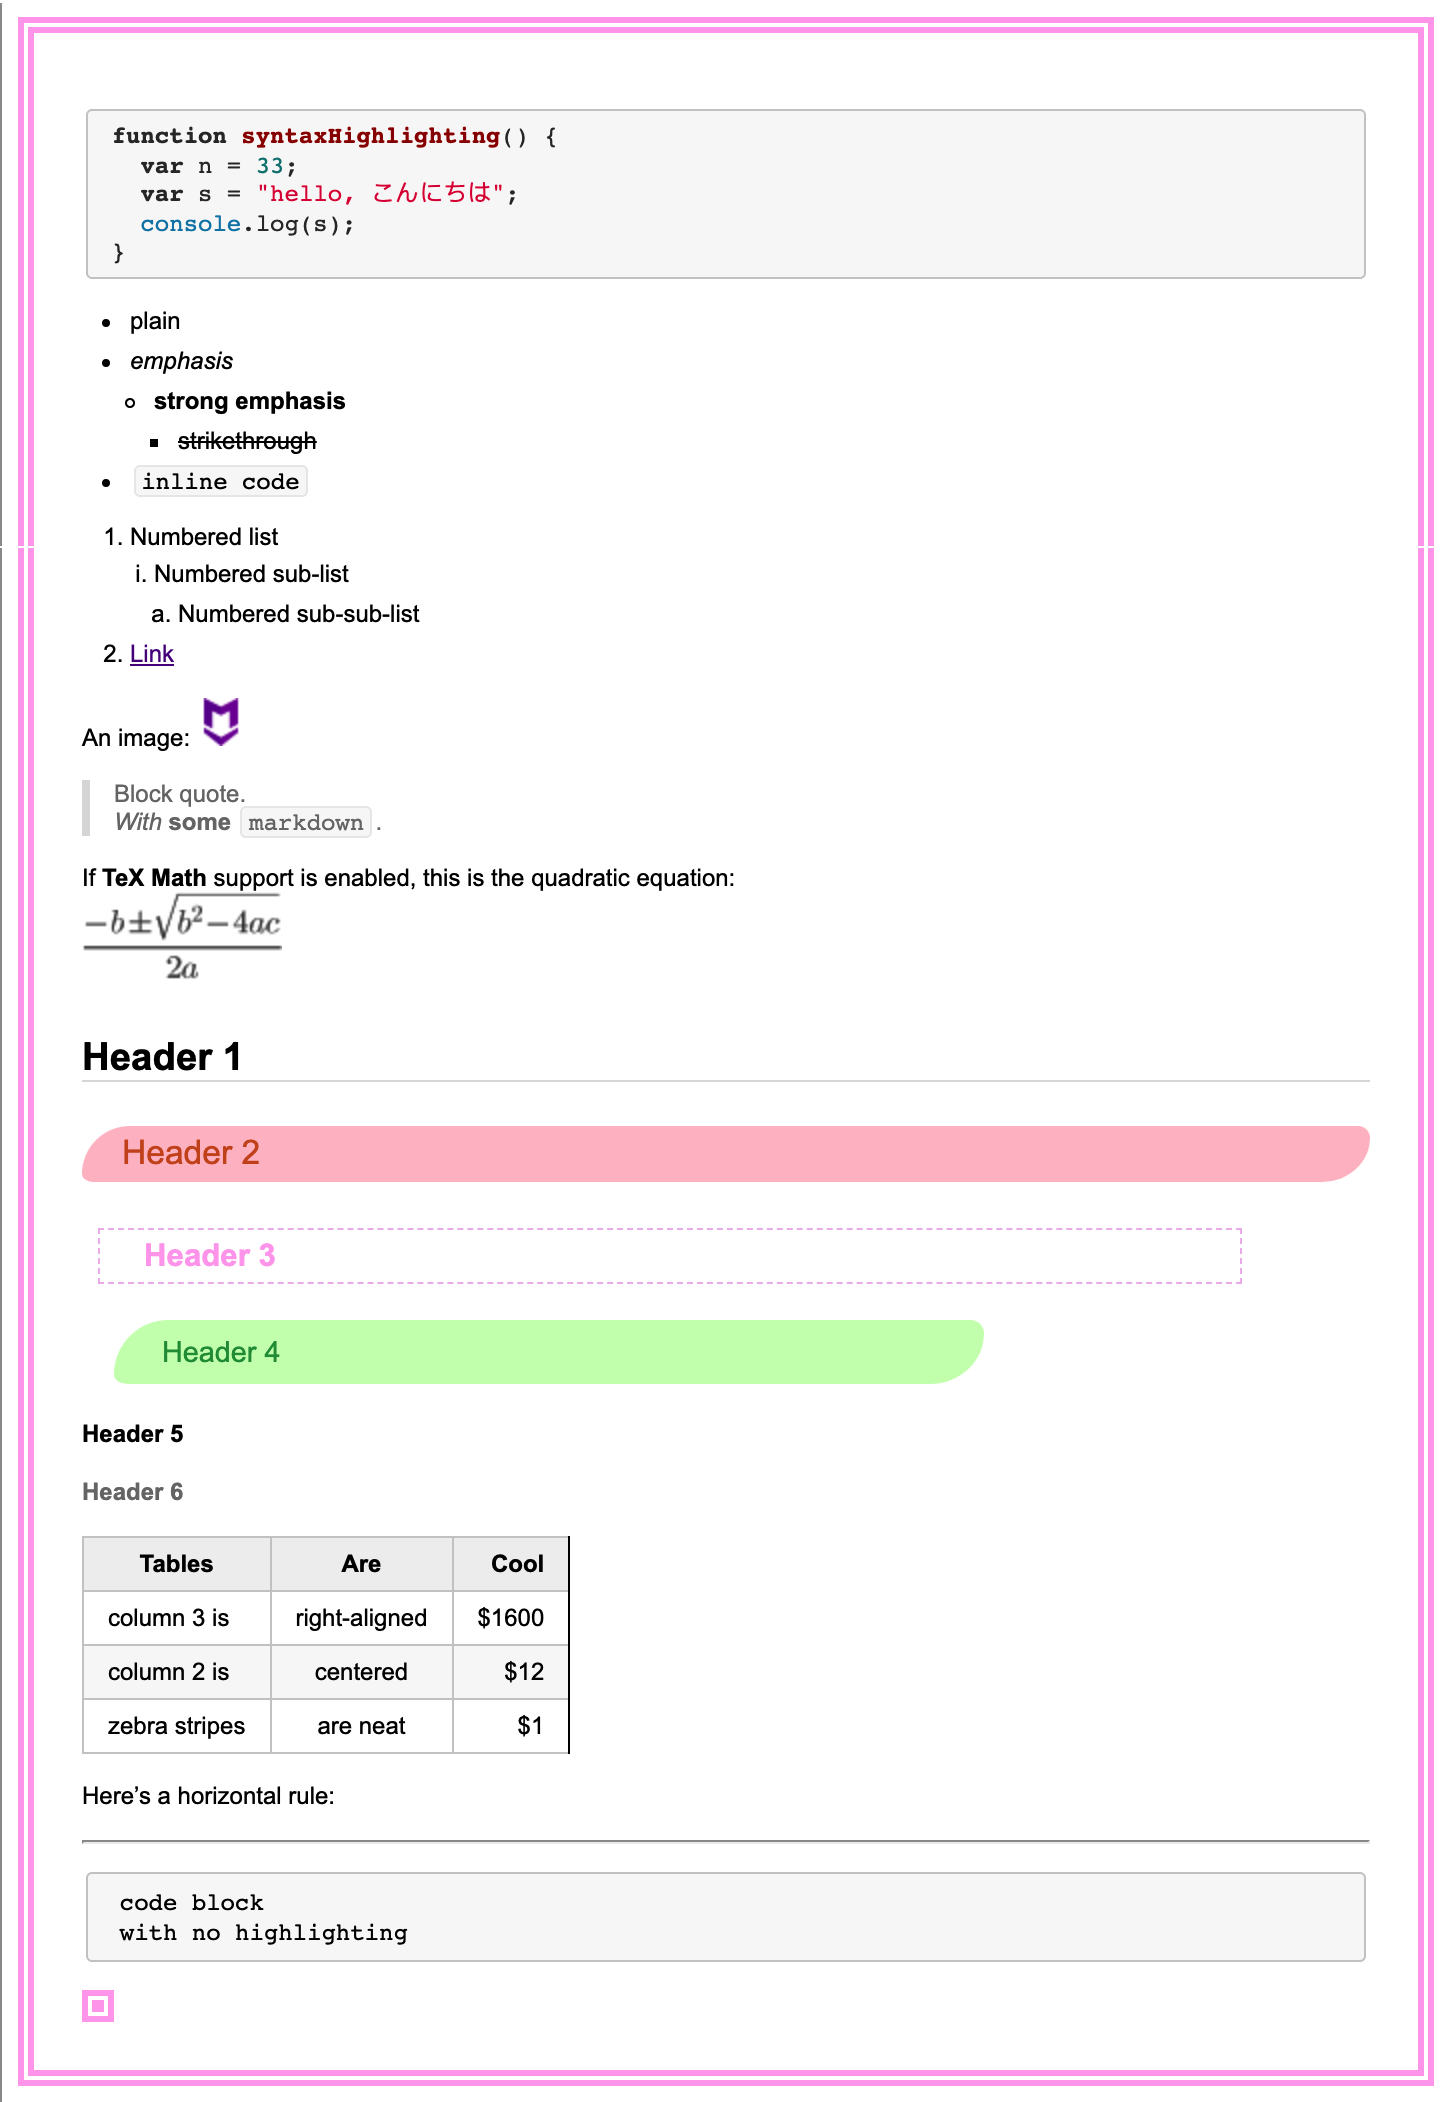 function syntaxHighlighting() {
var n = 33;
var s = "hello, こんにちは";
console.log(s);
}
plain
emphasis
strong emphasis
strikethrough
inline code
1. Numbered list
i. Numbered sub-list
a. Numbered sub-sub-list
2. Link
An image:
Block quote.
With some markdown.
If TeX Math support is enabled, this is the quadratic equation:
−b±√b²−4ac
2a
Header 1
Header 2
Header 3
Header 4
Header 5
Header 6
Tables Are Cool
column 3 is right-aligned $1600
column 2 is centered $12
zebra stripes are neat $1
Here’s a horizontal rule:
code block
with no highlighting